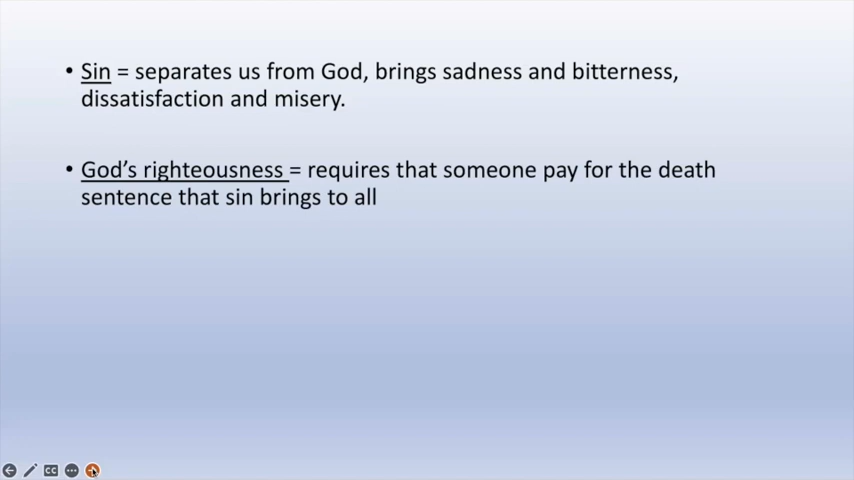 • Sin = separates us from God, brings sadness and bitterness,
dissatisfaction and misery.
• God’s righteousness = requires that someone pay for the death
sentence that sin brings to all
CC